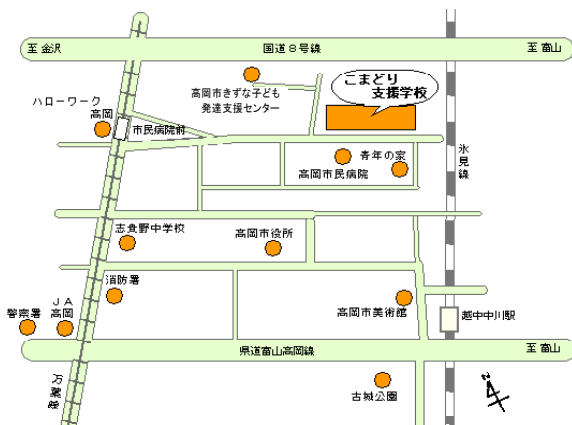 至 金沢
国道８号線
至 富山
こまどり
支援学校
高岡市きずな子ども
発達支援センター
ハローワーク
高岡
市民病院前
青年の家
高岡市民病院
氷見線
志貴野中学校
高岡市役所
消防署
ＪＡ
高岡
警察署
高岡市美術館
越中中川駅
県道富山高岡線
至 富山
万葉線
古城公園